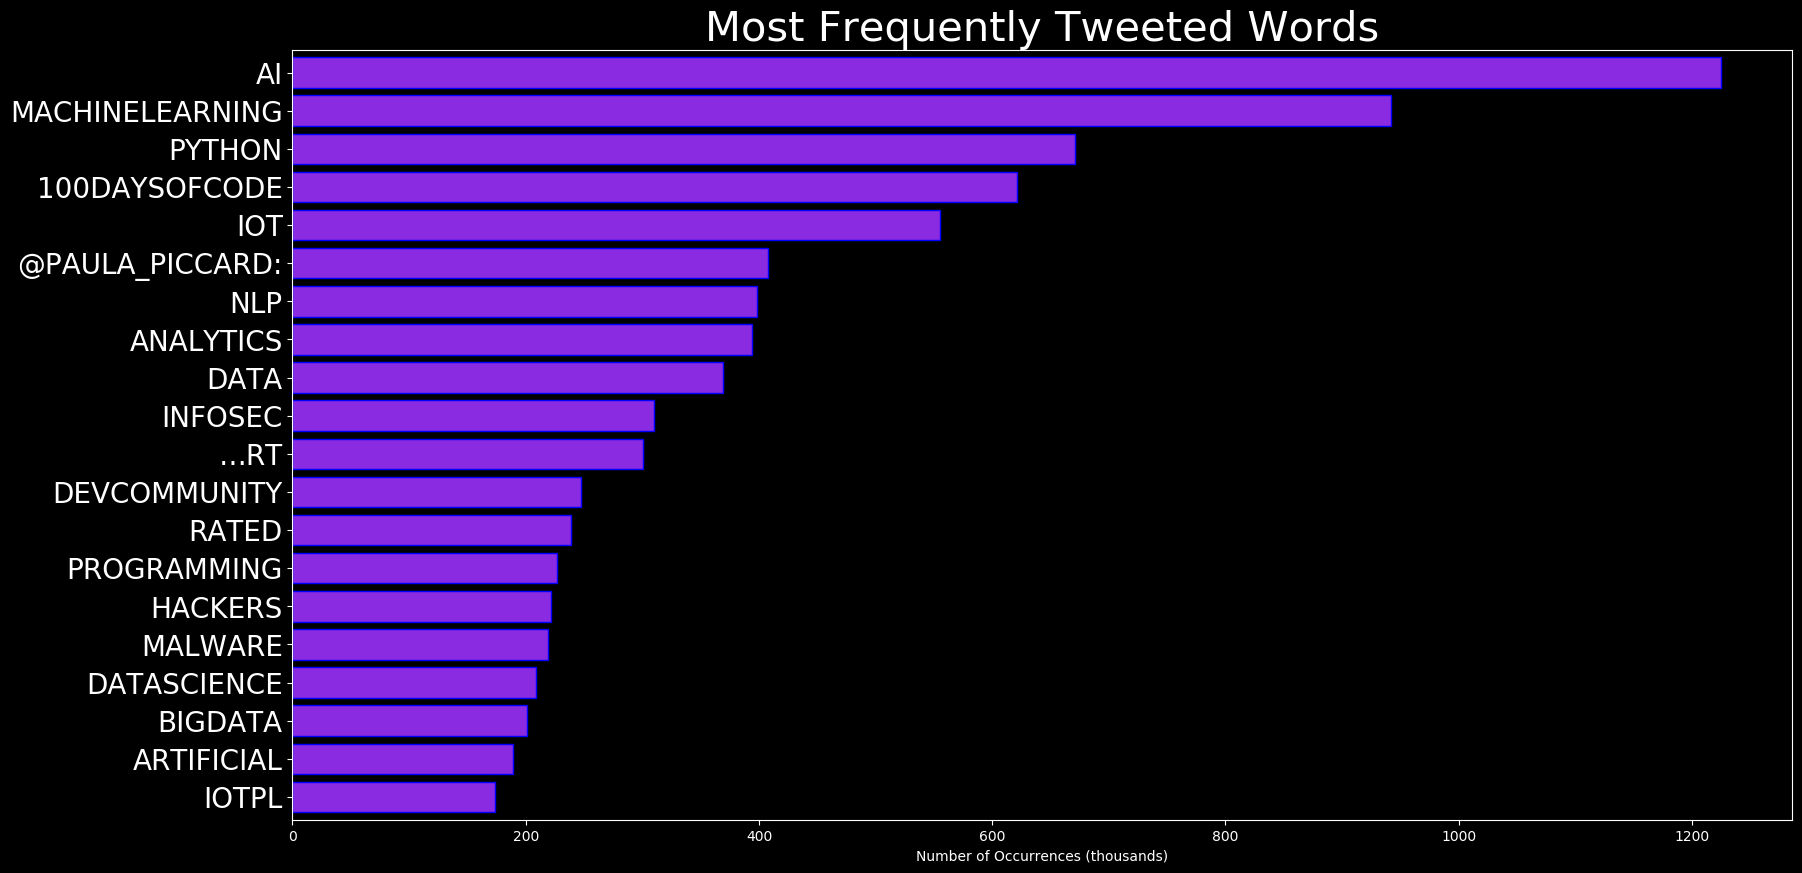 Most Frequently Tweeted Words
AI
MACHINELEARNING
PYTHON
100DAYSOFCODE
IOT
@PAULA_PICCARD:
NLP
ANALYTICS
DATA
INFOSEC
…RT
DEVCOMMUNITY
RATED
PROGRAMMING
HACKERS
MALWARE
DATASCIENCE
BIGDATA
ARTIFICIAL
IOTPL
0 200 400 600 800 1000 1200
Number of Occurrences (thousands)